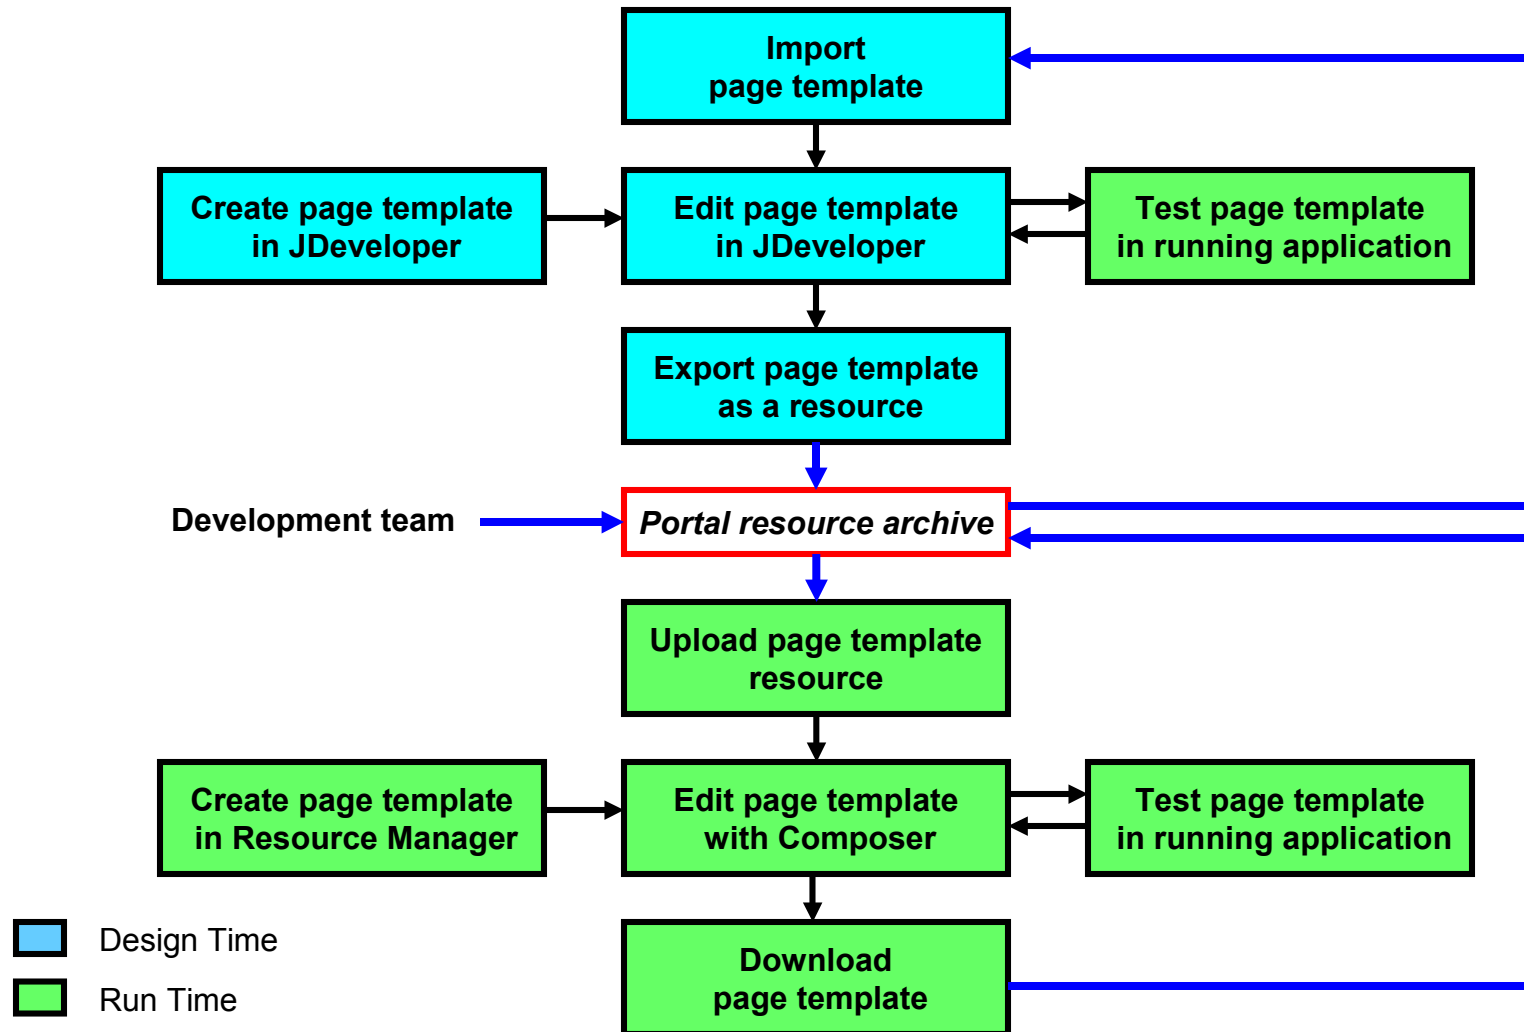 Import
page template
Create page template
in JDeveloper
Edit page template
in JDeveloper
Test page template
in running application
Export page template
as a resource
Development team
Portal resource archive
Upload page template
resource
Create page template
in Resource Manager
Edit page template
with Composer
Test page template
in running application
Download
page template
Design Time
Run Time